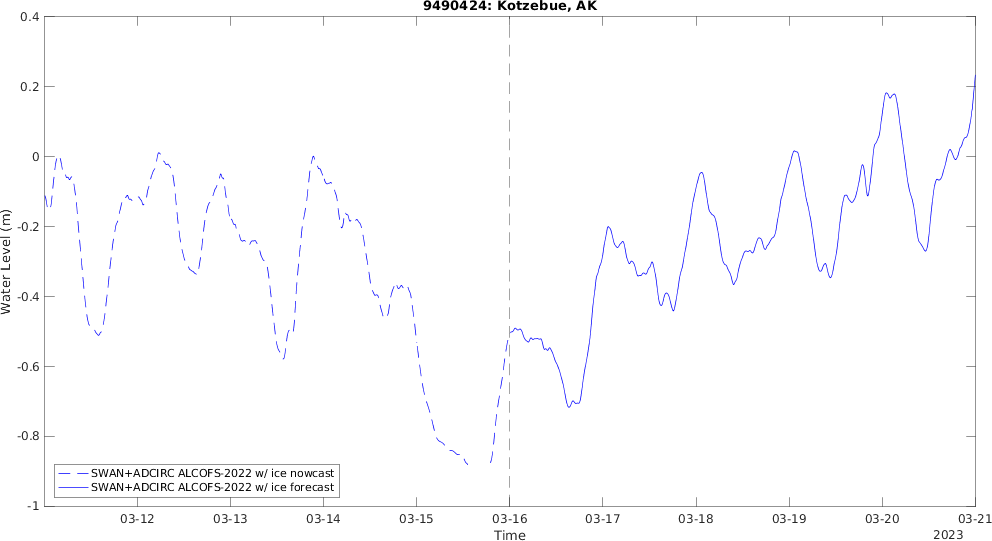 9490424: Kotzebue, AK
0.4
0.2
0
-0.2
-0.4
-0.6
-0.8
-1
Water Level (m)
SWAN+ADCIRC ALCOFS-2022 w/ ice nowcast
SWAN+ADCIRC ALCOFS-2022 w/ ice forecast
03-12 03-13 03-14 03-15 03-16 03-17 03-18 03-19 03-20 03-21
Time
2023